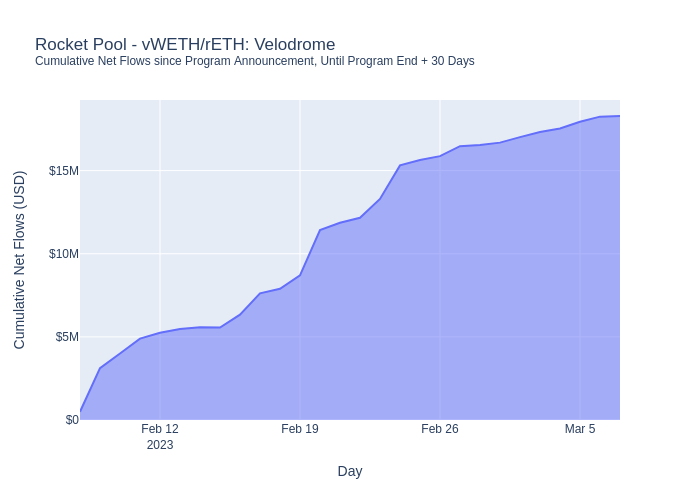 Rocket Pool - vWETH/rETH: Velodrome
Cumulative Net Flows since Program Announcement, Until Program End + 30 Days
Cumulative Net Flows (USD)
$15M
$10M
$5M
$0
Feb 12
2023
Feb 19
Feb 26
Mar 5
Day